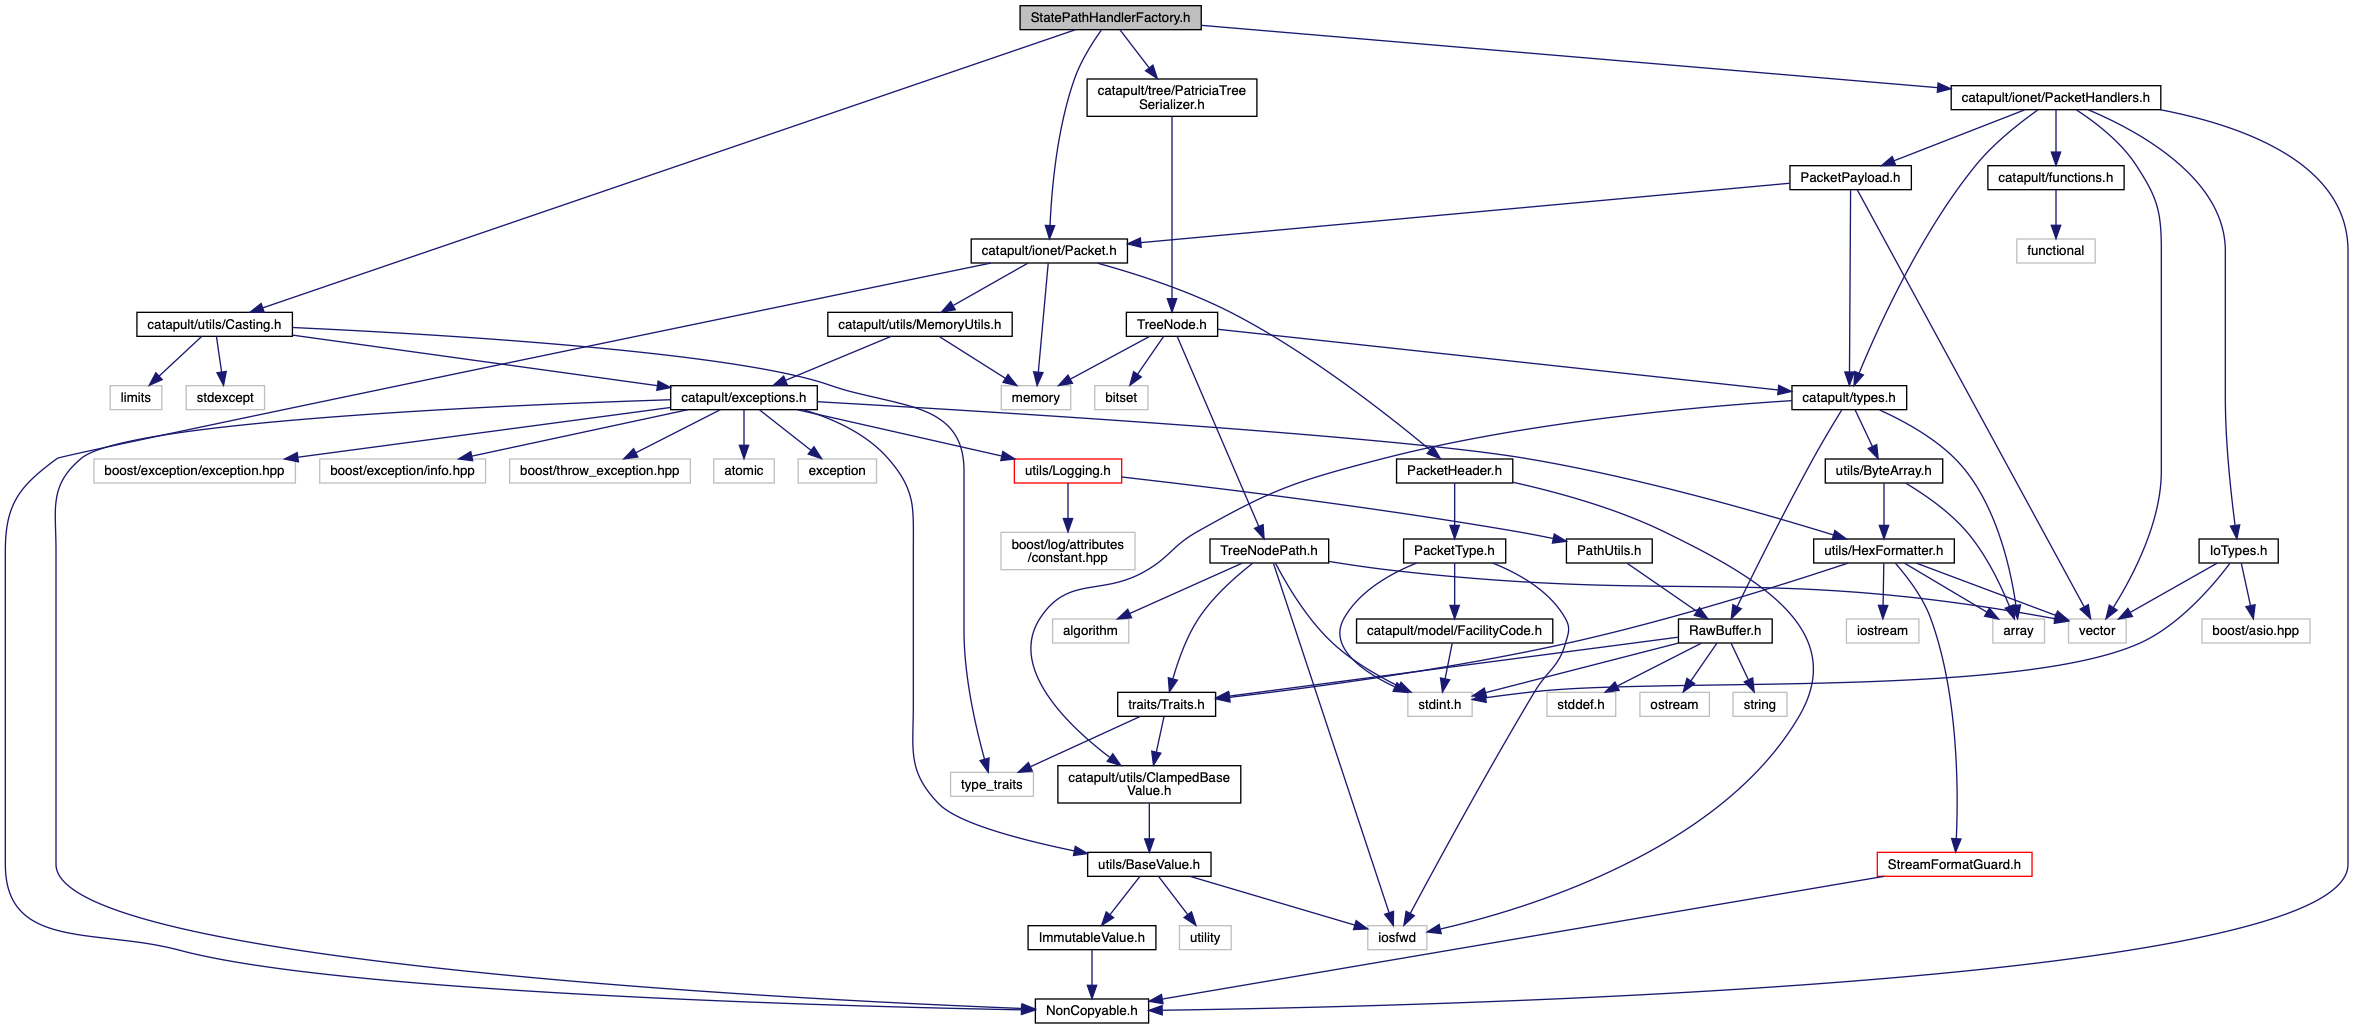 StatePathHandlerFactory.h
catapult/tree/PatriciaTree
Serializer.h
catapult/ionet/PacketHandlers.h
PacketPayload.h
catapult/functions.h
catapult/ionet/Packet.h
functional
catapult/utils/Casting.h
catapult/utils/MemoryUtils.h
TreeNode.h
limits
stdexcept
catapult/exceptions.h
memory
bitset
catapult/types.h
boost/exception/exception.hpp
boost/exception/info.hpp
boost/throw_exception.hpp
atomic
exception
utils/Logging.h
PacketHeader.h
utils/ByteArray.h
boost/log/attributes
/constant.hpp
TreeNodePath.h
PacketType.h
PathUtils.h
utils/HexFormatter.h
IoTypes.h
algorithm
catapult/model/FacilityCode.h
RawBuffer.h
iostream
array
vector
boost/asio.hpp
traits/Traits.h
stdint.h
stddef.h
ostream
string
type_traits
catapult/utils/ClampedBase
Value.h
utils/BaseValue.h
StreamFormatGuard.h
ImmutableValue.h
utility
iosfwd
NonCopyable.h